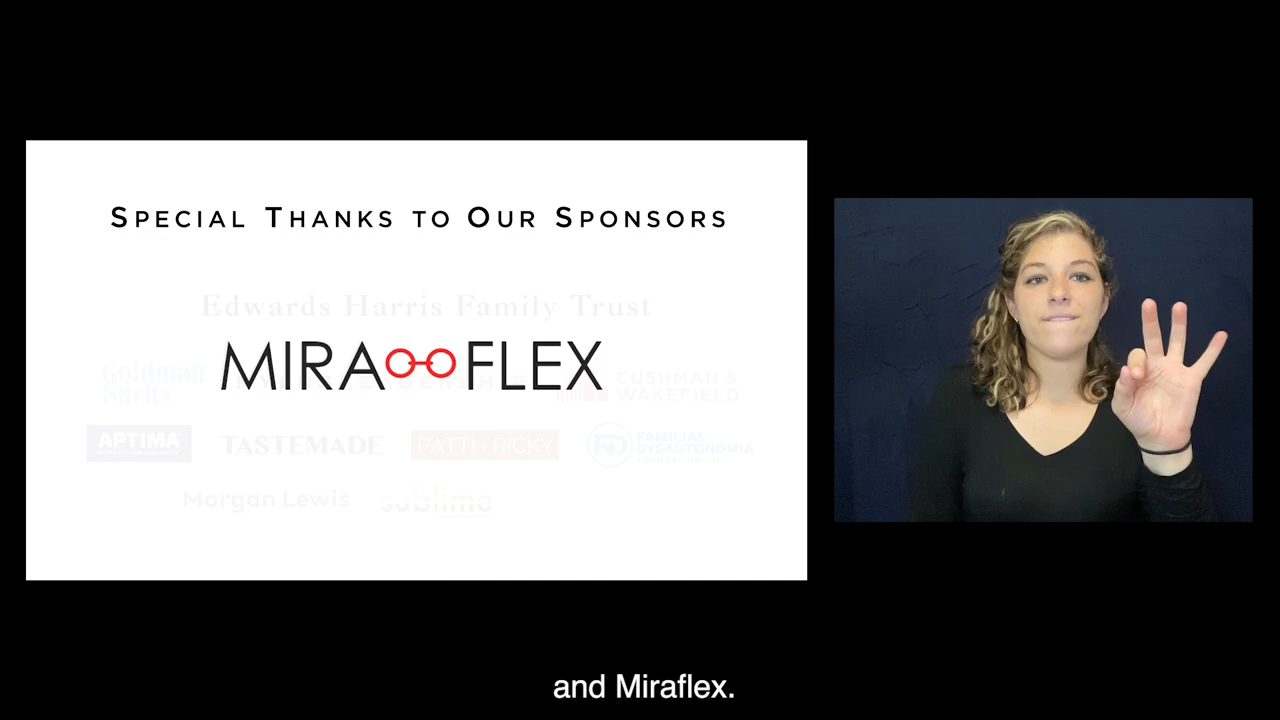 SPECIAL THANKS TO OUR SPONSORS
Edwards Harris Family Trust
MIRA FLEX
Goldman
Sachs
CUSHMAN &
WAKEFIELD
APTIMA
TASTEMADE
PATTI + RICKY
FD
FAMILIAL
DYSAUTONOMIA
Morgan Lewis
sublime
and Miraflex.